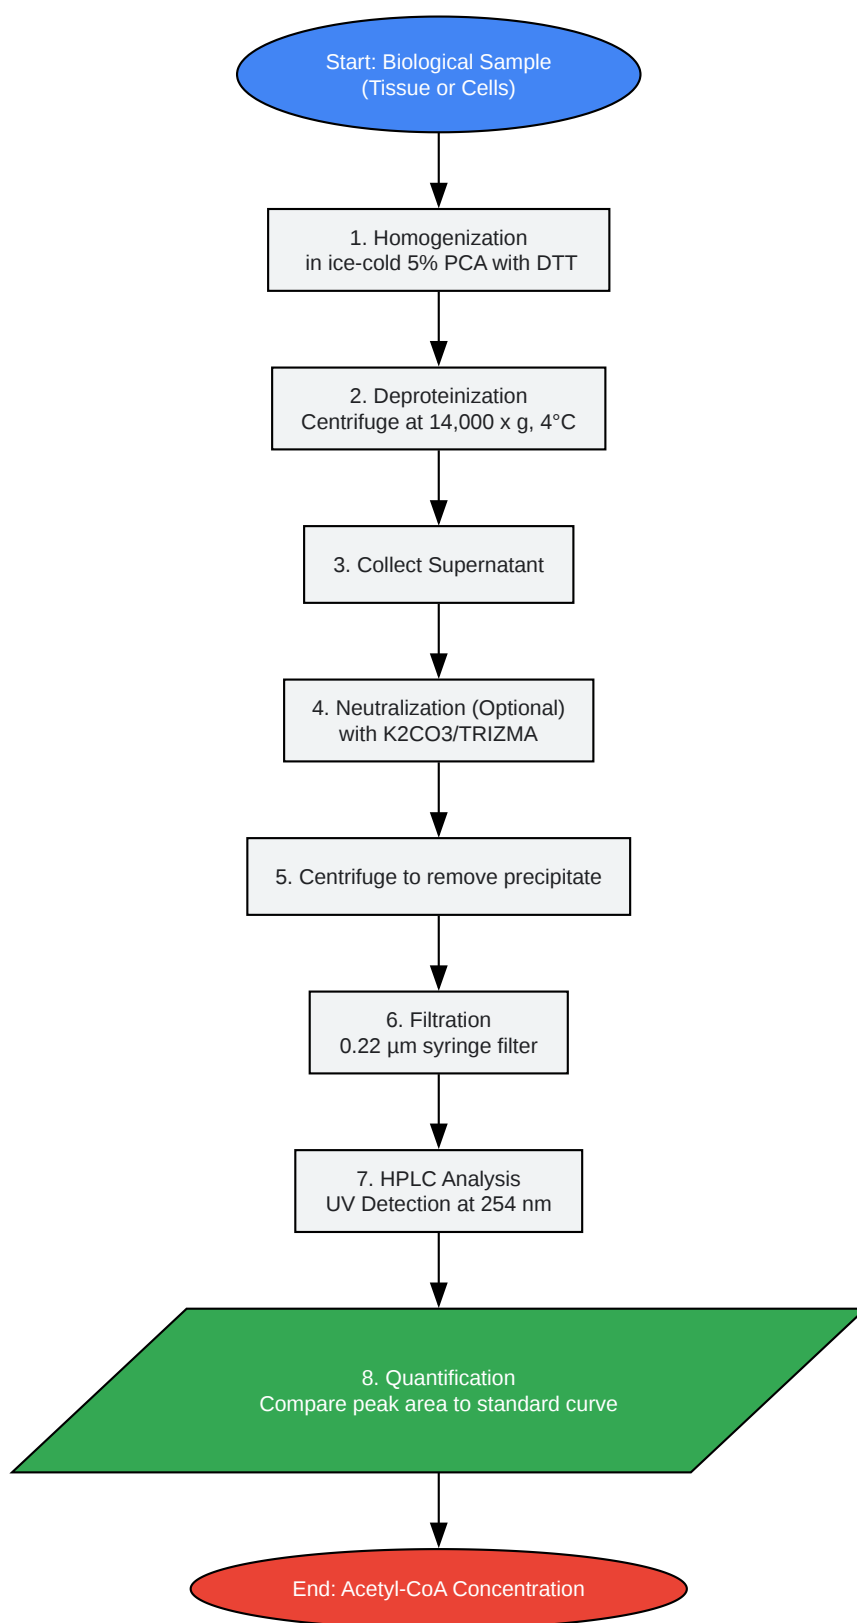 Start: Biological Sample
(Tissue or Cells)
1. Homogenization
in ice-cold 5% PCA with DTT
2. Deproteinization
Centrifuge at 14,000 x g, 4°C
3. Collect Supernatant
4. Neutralization (Optional)
with K2CO3/TRIZMA
5. Centrifuge to remove precipitate
6. Filtration
0.22 µm syringe filter
7. HPLC Analysis
UV Detection at 254 nm
8. Quantification
Compare peak area to standard curve
End: Acetyl-CoA Concentration